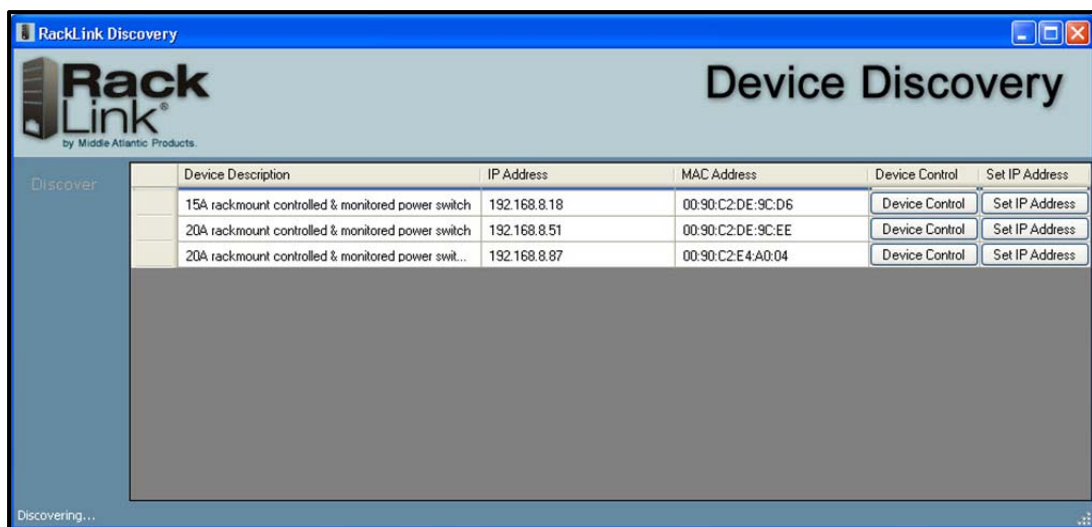 RackLink Discovery
Rack
Link®
by Middle Atlantic Products.
Device Discovery
Discover
Device Description IP Address MAC Address Device Control Set IP Address
15A rackmount controlled & monitored power switch 192.168.8.18 00:90:C2:DE:9C:D6 Device Control Set IP Address
20A rackmount controlled & monitored power switch 192.168.8.51 00:90:C2:DE:9C:EE Device Control Set IP Address
20A rackmount controlled & monitored power swit... 192.168.8.87 00:90:C2:E4:A0:04 Device Control Set IP Address
Discovering...